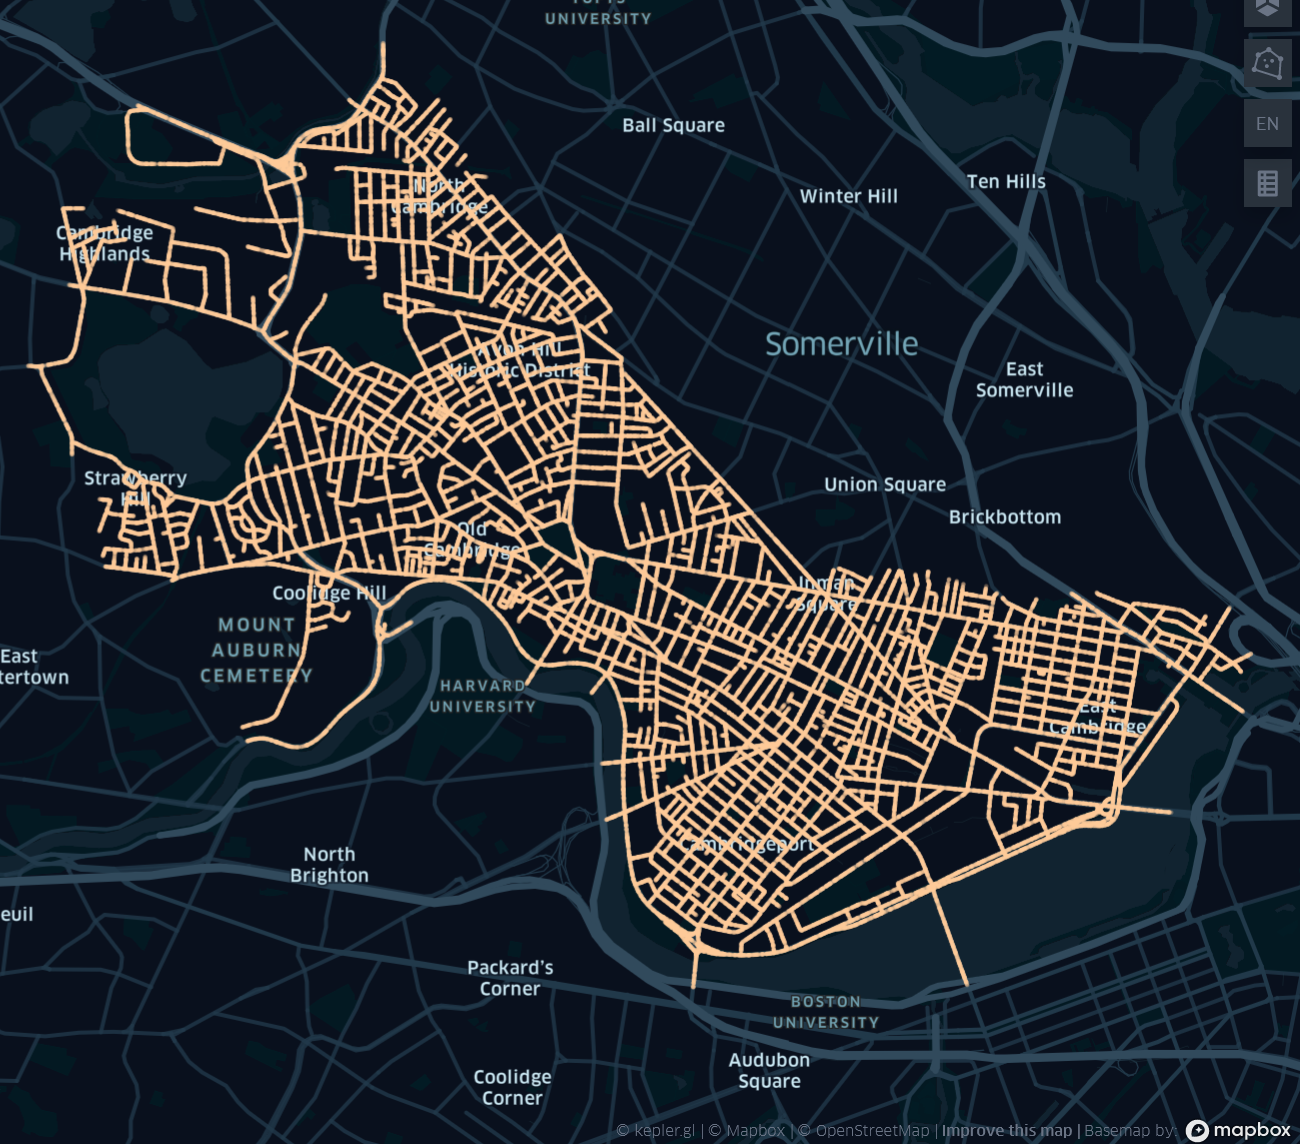 TUFTS
UNIVERSITY
Ball Square
EN
Winter Hill
Ten Hills
North
Cambridge
Cambridge
Highlands
Somerville
Avon Hill
Historic District
East
Somerville
Strawberry
Hill
Union Square
Brickbottom
Old
Cambridge
Inman
Square
Coolidge Hill
MOUNT
AUBURN
CEMETERY
East
tertown
HARVARD
UNIVERSITY
East
Cambridge
Cambridgeport
North
Brighton
euil
Packard's
Corner
BOSTON
UNIVERSITY
Audubon
Square
Coolidge
Corner
© kepler.gl | © Mapbox | © OpenStreetMap | Improve this map | Basemap by: mapbox